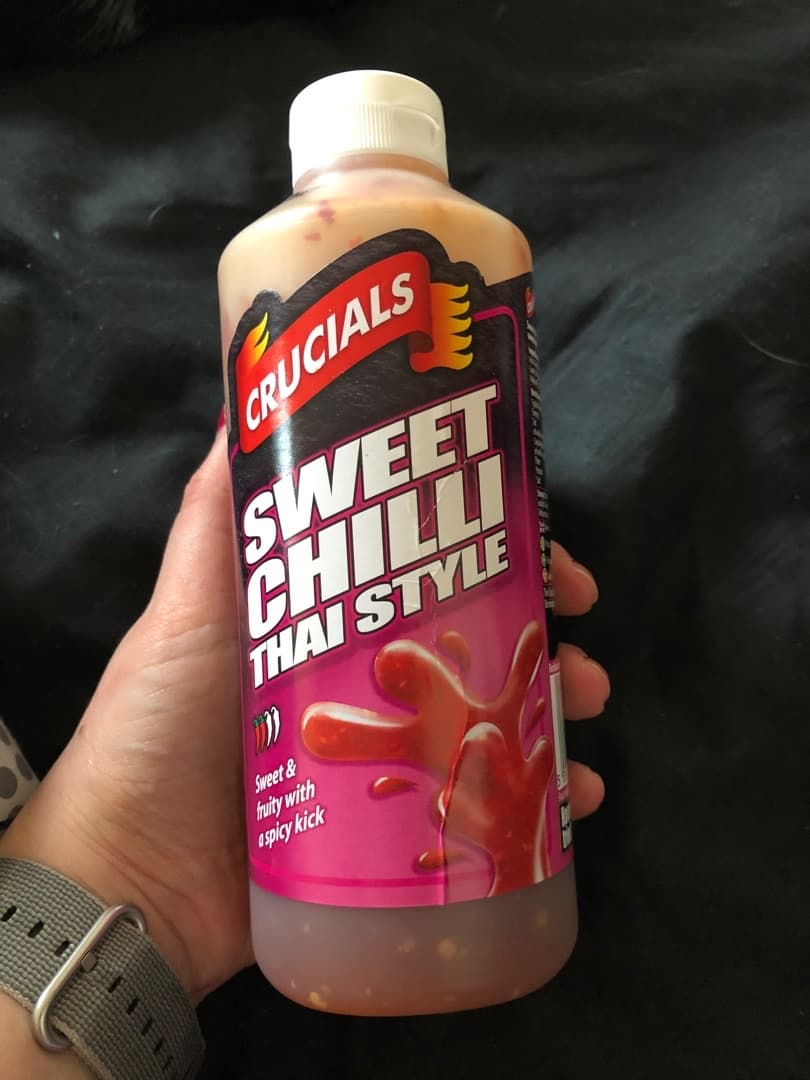 CRUCIALS
SWEET
CHILLI
THAI STYLE
Sweet &
fruity with
a spicy kick